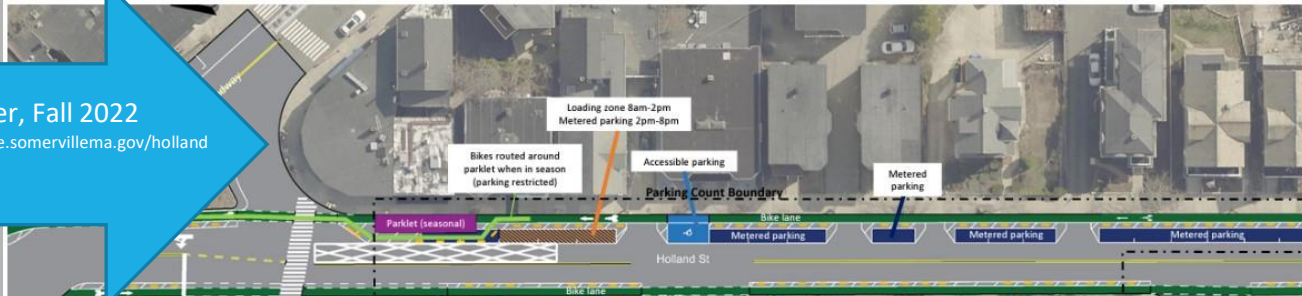 er, Fall 2022
e.somervillema.gov/holland
Loading zone 8am-2pm
Metered parking 2pm-8pm
Bikes routed around
parklet when in season
(parking restricted)
Accessible parking
Metered
parking
Parking Count Boundary
Parklet (seasonal)
Bike lane
Metered parking
Metered parking
Metered parking
Holland St
Bike lane